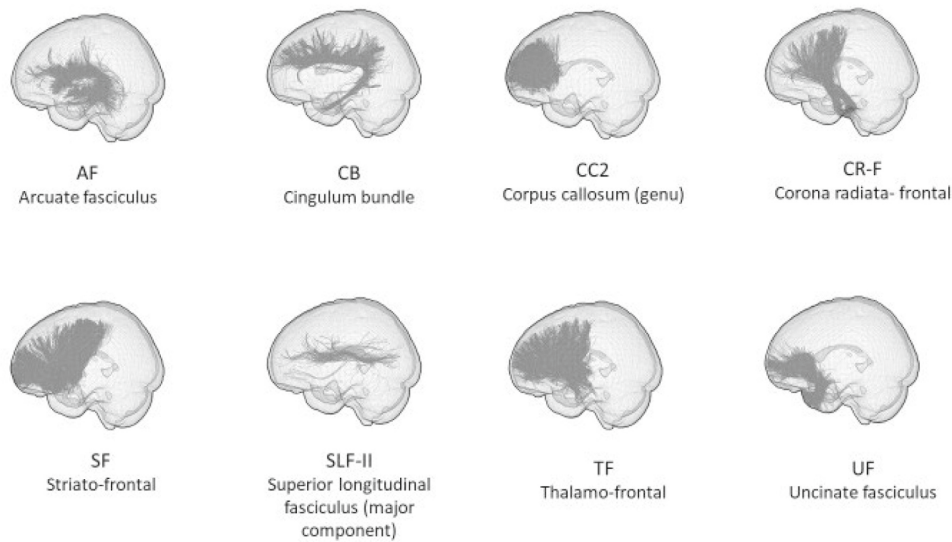 AF
Arcuate fasciculus
CB
Cingulum bundle
CC2
Corpus callosum (genu)
CR-F
Corona radiata- frontal
SF
Striato-frontal
SLF-II
Superior longitudinal
fasciculus (major
component)
TF
Thalamo-frontal
UF
Uncinate fasciculus